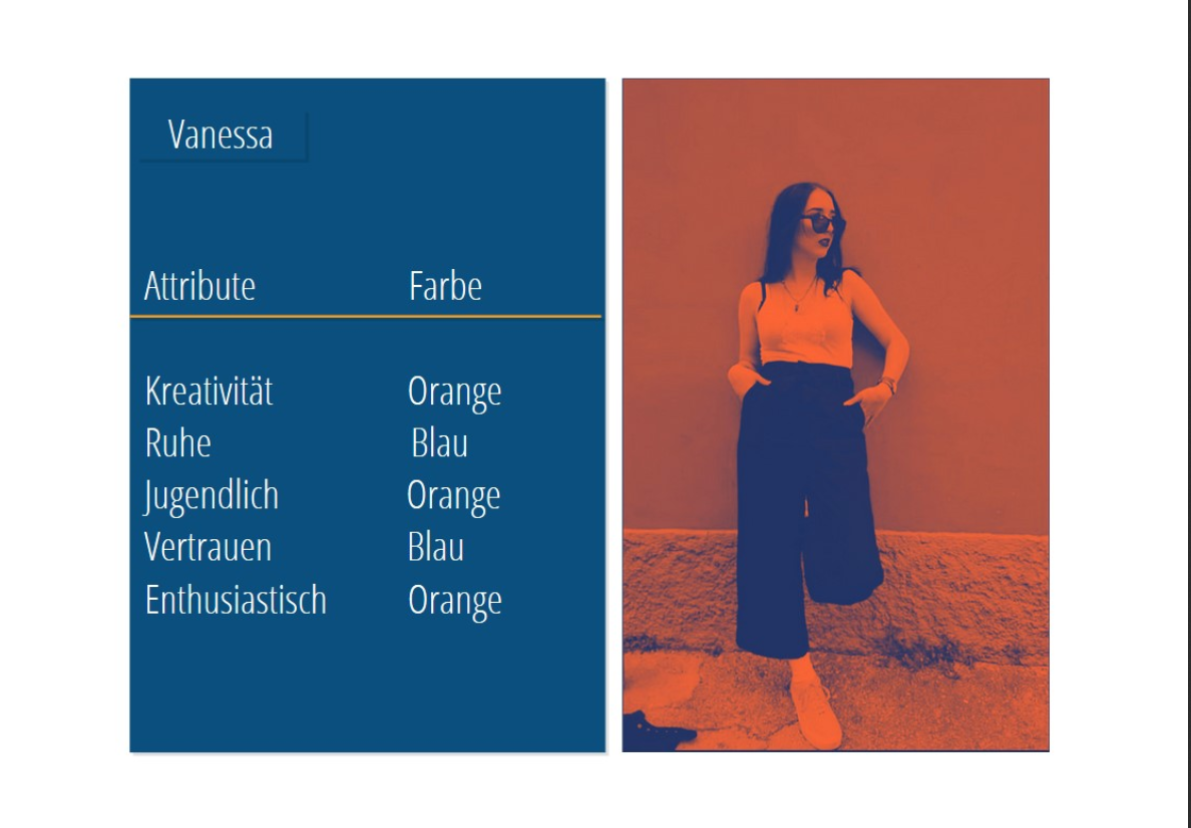 Vanessa
Attribute Farbe
Kreativität Orange
Ruhe Blau
Jugendlich Orange
Vertrauen Blau
Enthusiastisch Orange